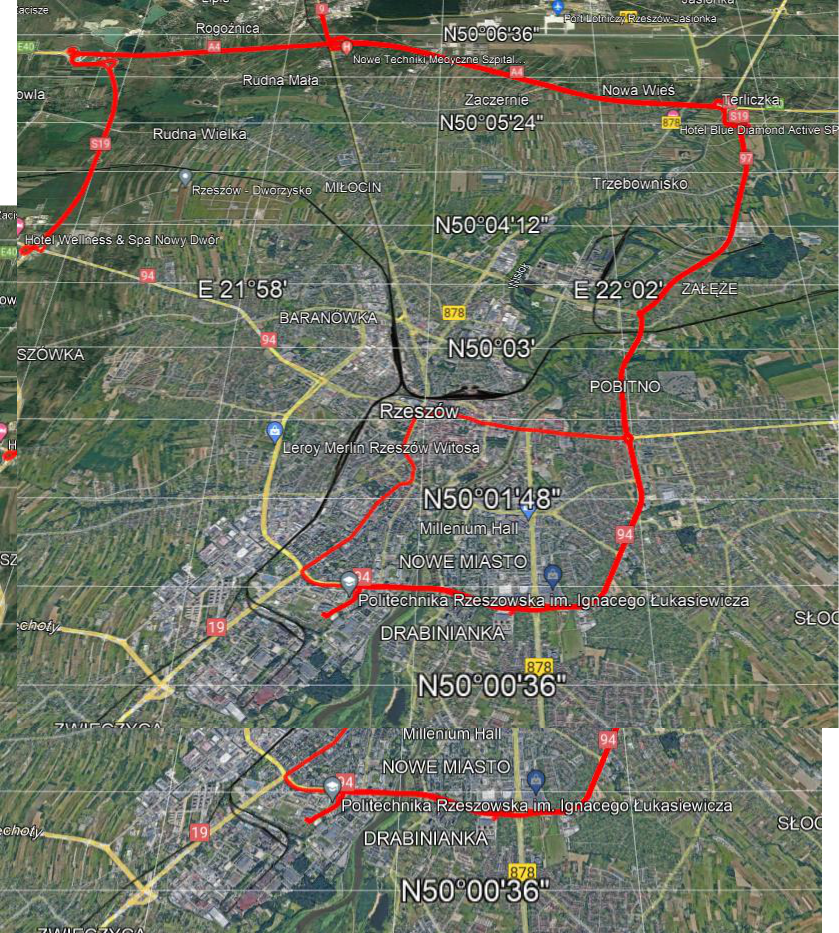 acisze
Lipie
9
Rogoźnica
N50°06'36"
Port Lotniczy Rzeszów-Jasionka
878
Jasionka
E40
A4
H
Nowe Techniki Medyczne Szpital...
A4
Rudna Mała
Zaczernie
Nowa Wieś
Terliczka
owla
N50°05'24"
878
S19
Rudna Wielka
Hotel Blue Diamond Active SP
S19
97
Rzeszów - Dworzysko
MIŁOCIN
Trzebownisko
N50°04'12"
Hotel Wellness & Spa Nowy Dwór
E40
94
Wisłok
E 21°58'
E 22°02'
ZAŁĘŻE
BARANÓWKA
878
94
N50°03'
SZÓWKA
POBITNO
Rzeszów
H
Leroy Merlin Rzeszów Witosa
N50°01'48"
Millenium Hall
94
SZ
NOWE MIASTO
94
Politechnika Rzeszowska im. Ignacego Łukasiewicza
19
echoty
DRABINIANKA
SŁOC
878
N50°00'36"
ZWIĘCZYCA
Millenium Hall
94
NOWE MIASTO
94
Politechnika Rzeszowska im. Ignacego Łukasiewicza
echoty
19
DRABINIANKA
SŁOC
878
N50°00'36"
ZWIĘCZYCA